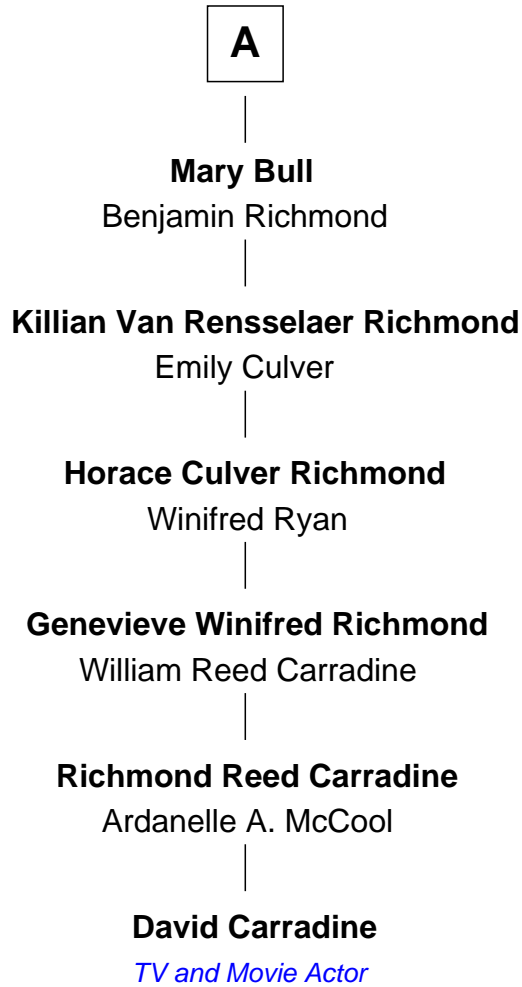 A
Mary Bull
Benjamin Richmond
Killian Van Rensselaer Richmond
Emily Culver
Horace Culver Richmond
Winifred Ryan
Genevieve Winifred Richmond
William Reed Carradine
Richmond Reed Carradine
Ardanelle A. McCool
David Carradine
TV and Movie Actor